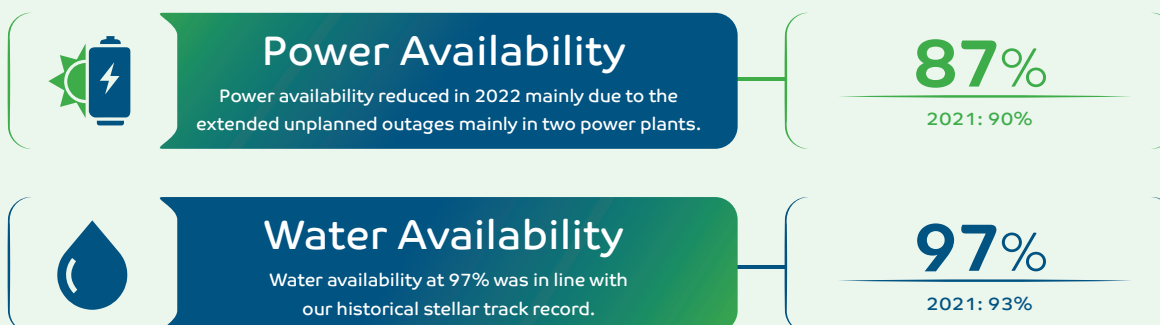 Power Availability
Power availability reduced in 2022 mainly due to the
extended unplanned outages mainly in two power plants.
87%
2021: 90%
Water Availability
Water availability at 97% was in line with
our historical stellar track record.
97%
2021: 93%